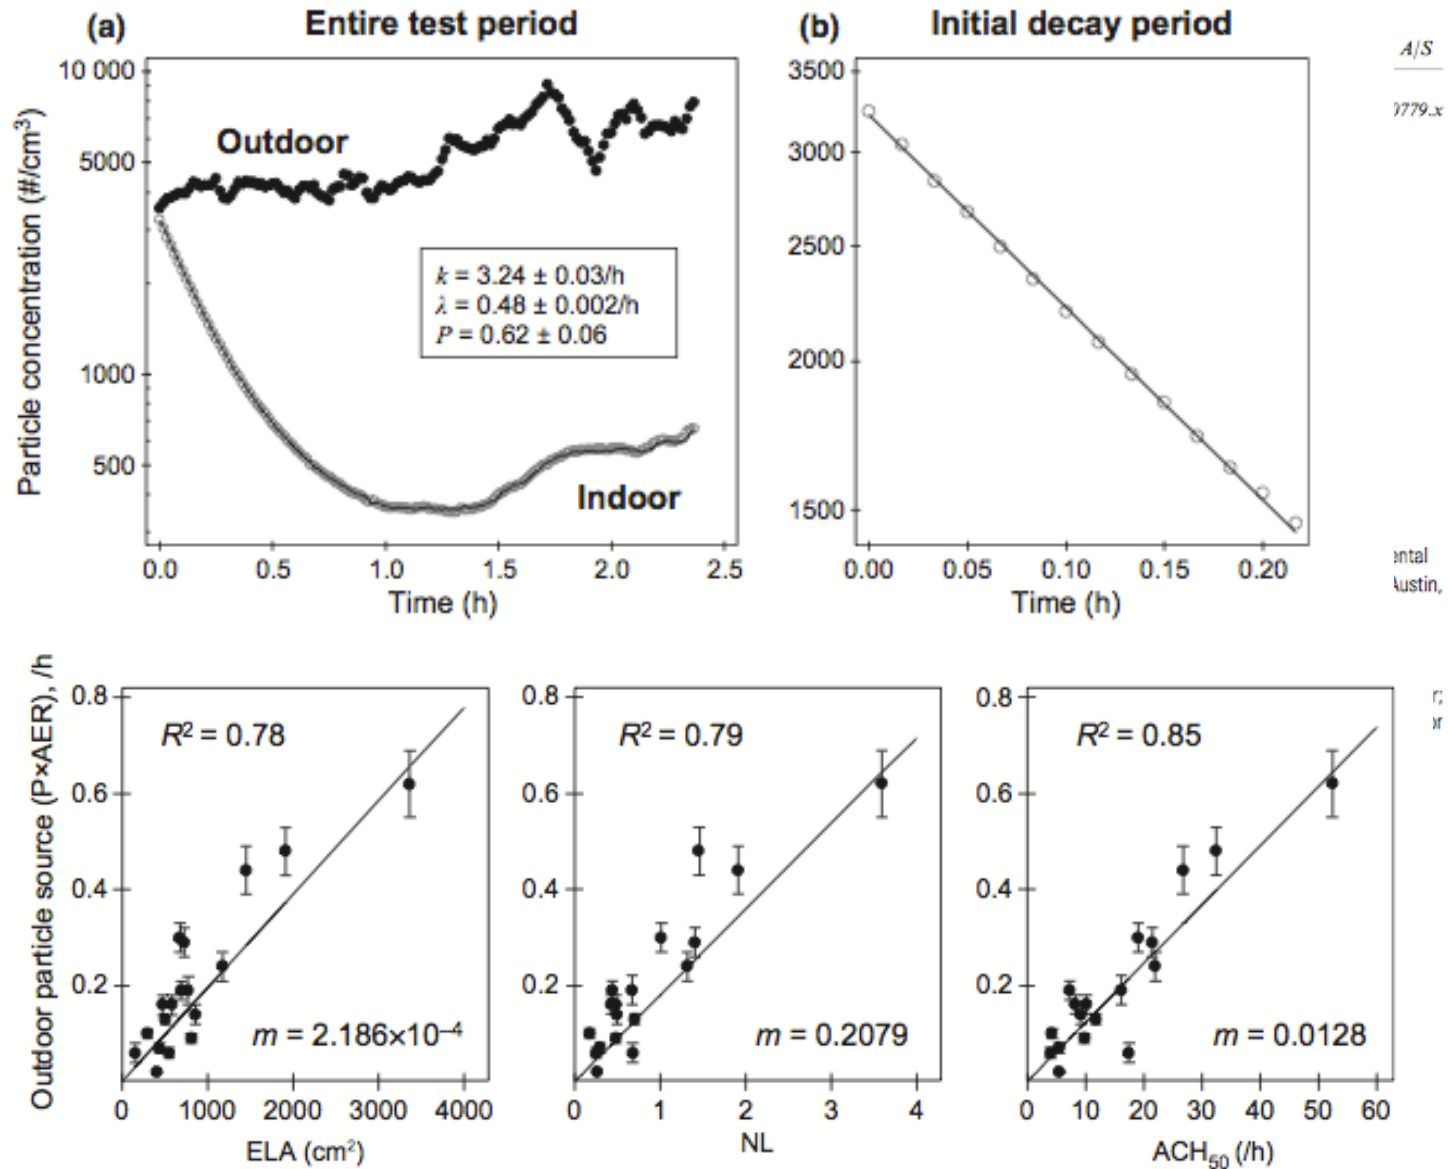 (a) Entire test period
Particle concentration (#/cm³)
10 000
5000
1000
500
Outdoor
k = 3.24 ± 0.03/h
λ = 0.48 ± 0.002/h
P = 0.62 ± 0.06
Indoor
0.0 0.5 1.0 1.5 2.0 2.5
Time (h)
(b) Initial decay period
3500
3000
2500
2000
1500
0.00 0.05 0.10 0.15 0.20
Time (h)
A/S
0779.x
ental
Austin,
r;
or
Outdoor particle source (P×AER), /h
0.8
0.6
0.4
0.2
R² = 0.78
m = 2.186×10⁻⁴
0 1000 2000 3000 4000
ELA (cm²)
0.8
0.6
0.4
0.2
R² = 0.79
m = 0.2079
0 1 2 3 4
NL
0.8
0.6
0.4
0.2
R² = 0.85
m = 0.0128
0 10 20 30 40 50 60
ACH₅₀ (/h)